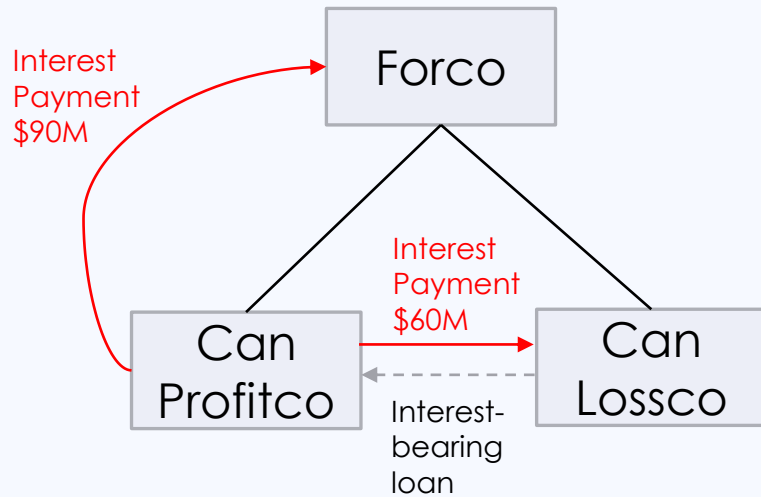 Interest
Payment
$90M
Forco
Interest
Payment
$60M
Can
Profitco
Can
Lossco
Interest-
bearing
loan